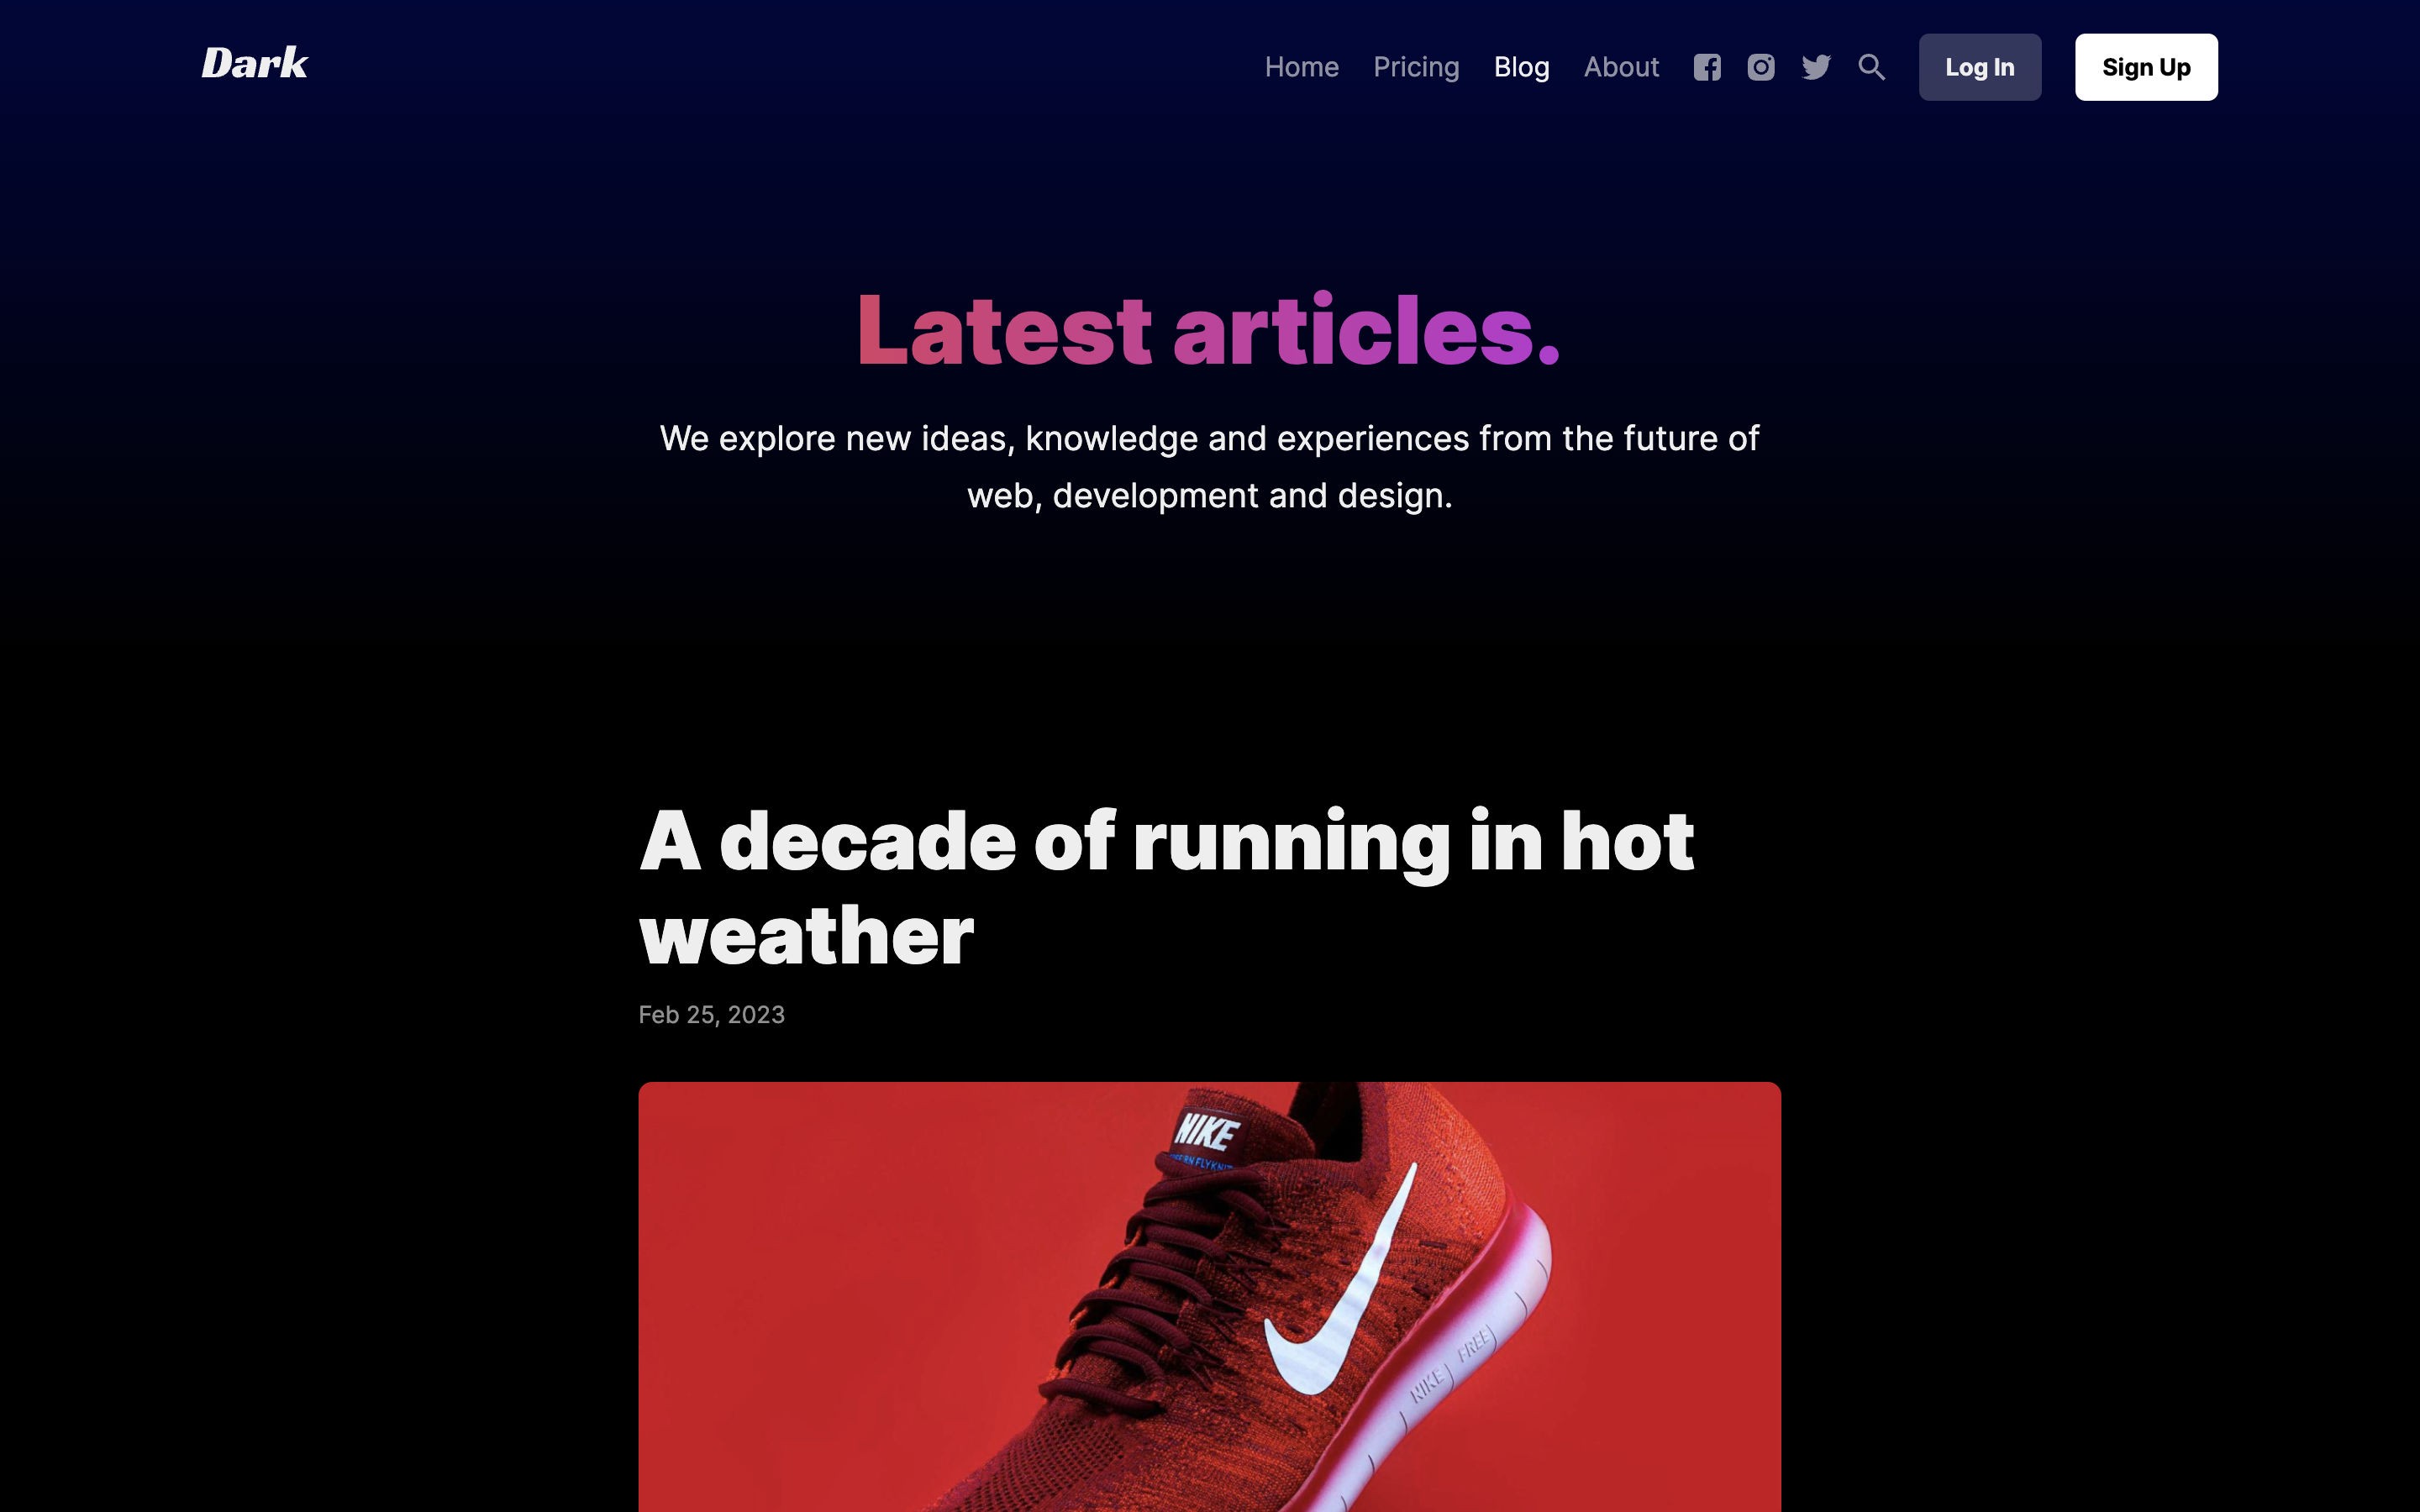 Dark
Home Pricing Blog About Log In Sign Up
Latest articles.
We explore new ideas, knowledge and experiences from the future of
web, development and design.
A decade of running in hot
weather
Feb 25, 2023
NIKE
NIKE FREE